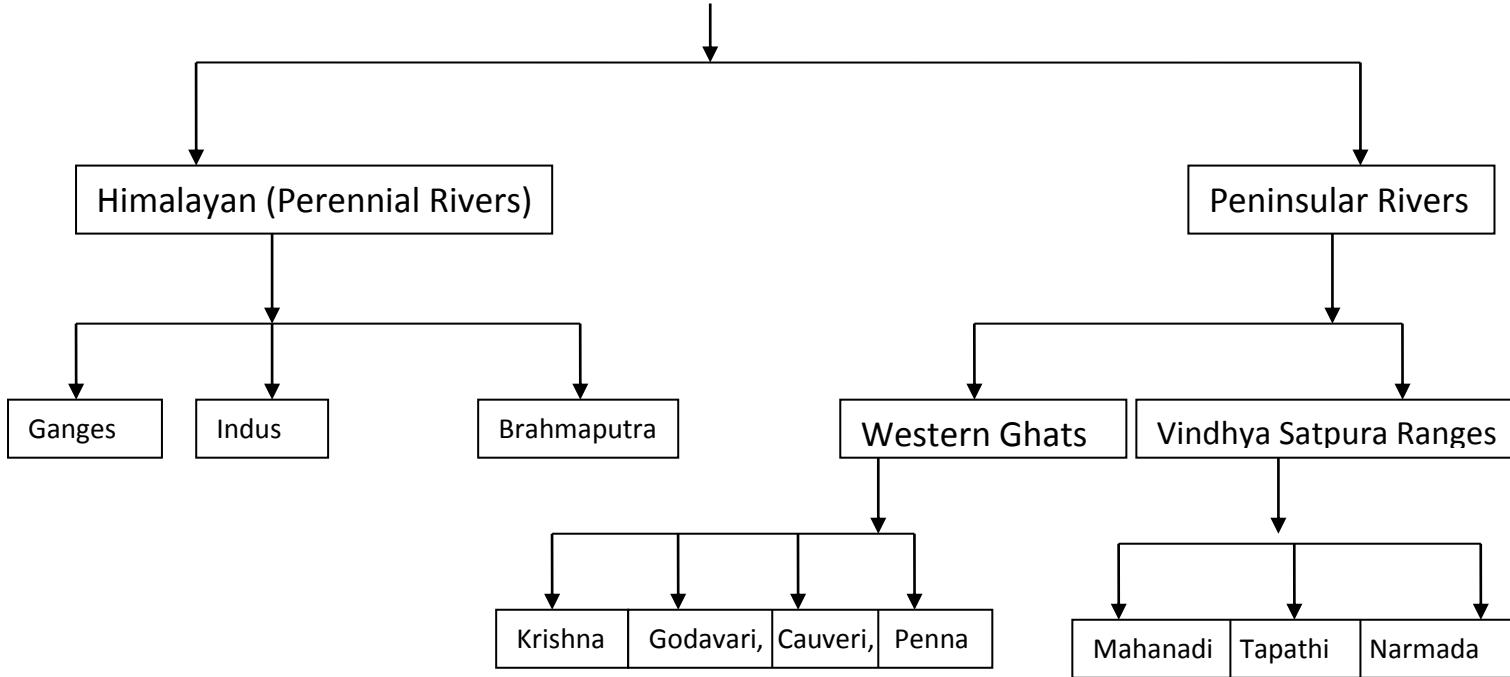 Himalayan (Perennial Rivers)
Peninsular Rivers
Ganges
Indus
Brahmaputra
Western Ghats
Vindhya Satpura Ranges
Krishna
Godavari,
Cauveri,
Penna
Mahanadi
Tapathi
Narmada